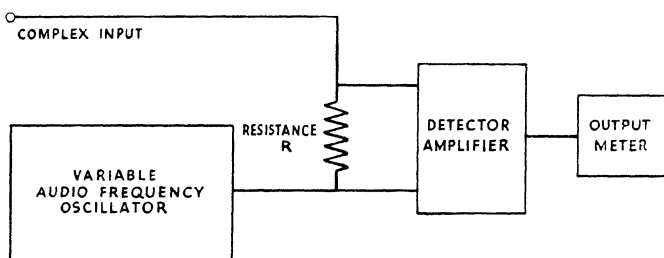 COMPLEX INPUT
RESISTANCE
R
DETECTOR
AMPLIFIER
OUTPUT
METER
VARIABLE
AUDIO FREQUENCY
OSCILLATOR